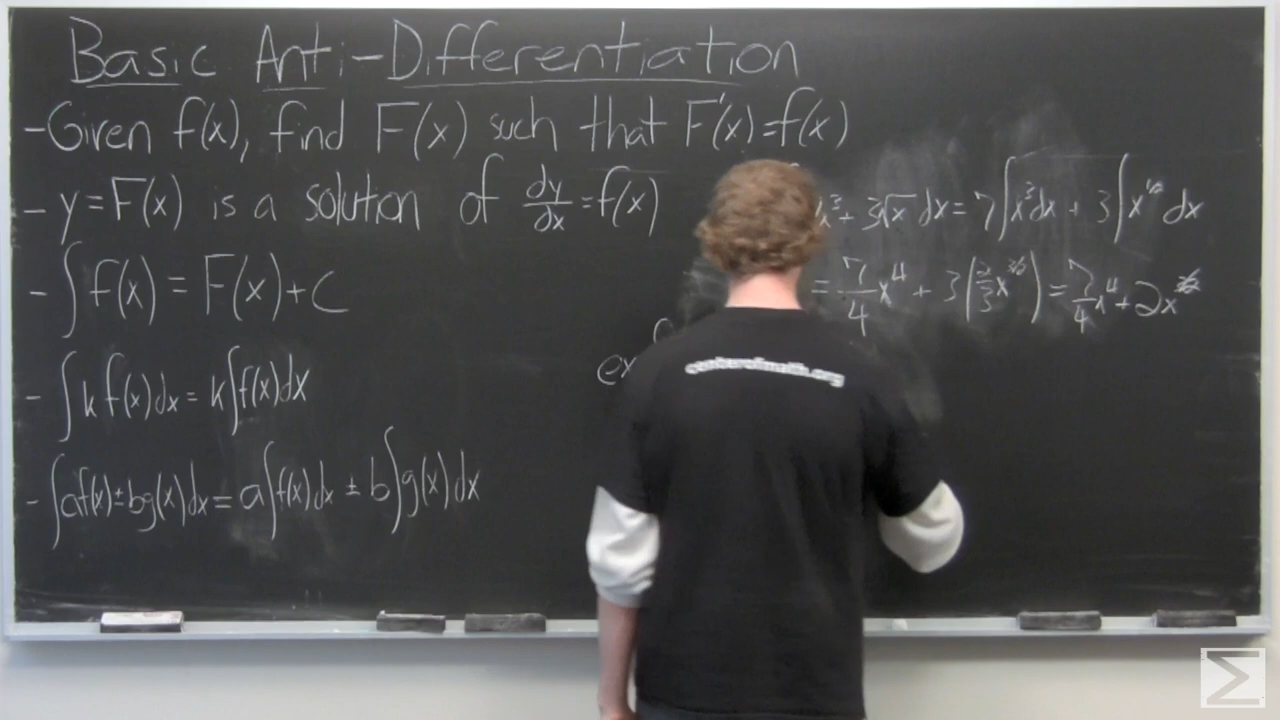 Basic Anti-Differentiation
-Given f(x), find F(x) such that F'(x)=f(x)
- y=F(x) is a solution of dy/dx=f(x)
- ∫f(x) = F(x)+C
- ∫k f(x)dx= k∫f(x)dx
- ∫af(x)±bg(x)dx= a∫f(x)dx ± b∫g(x)dx
x³+ 3√x dx= 7∫x³dx + 3∫x^½ dx
= 7/4 x⁴ + 3(2/3 x^3/2) = 7/4 x⁴+2x^3/2
ex
centerofmath.org